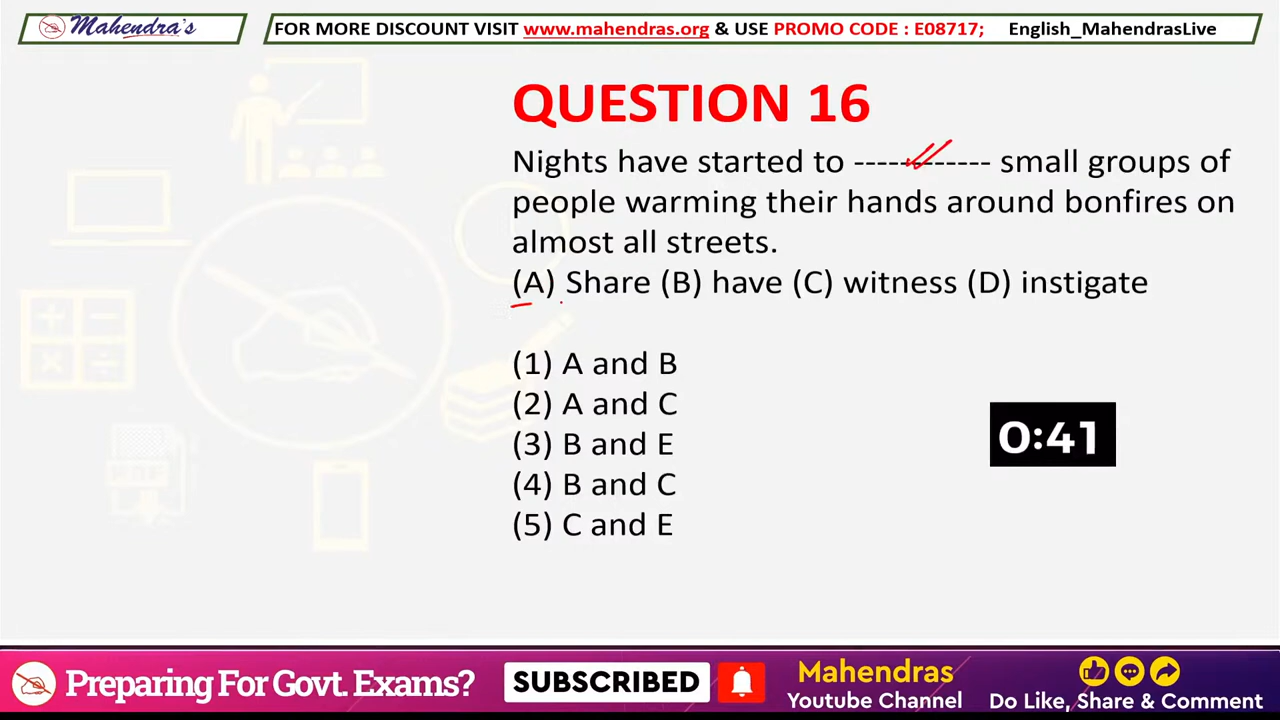 Mahendra's
FOR MORE DISCOUNT VISIT www.mahendras.org & USE PROMO CODE : E08717; English_MahendrasLive
QUESTION 16
Nights have started to ------------ small groups of
people warming their hands around bonfires on
almost all streets.
(A) Share (B) have (C) witness (D) instigate
(1) A and B
(2) A and C
(3) B and E
(4) B and C
(5) C and E
0:41
PDF
Preparing For Govt. Exams?
SUBSCRIBED
Mahendras
Youtube Channel
Do Like, Share & Comment